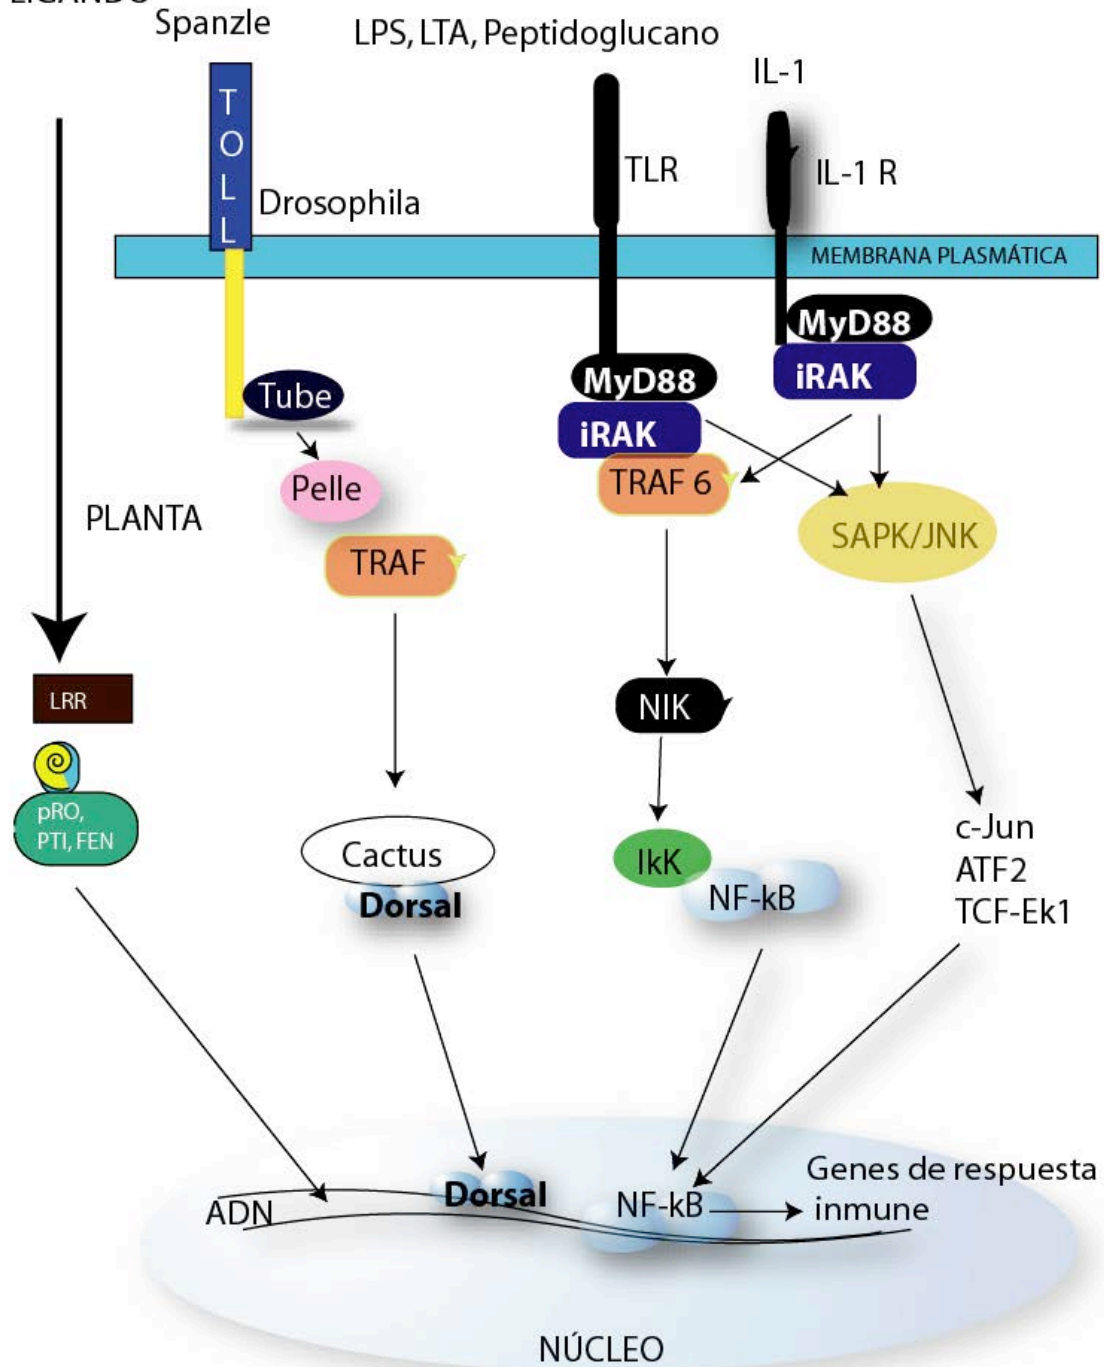 LIGANDO
Spanzle
LPS, LTA, Peptidoglucano
IL-1
TOLL
TLR
IL-1 R
Drosophila
MEMBRANA PLASMÁTICA
MyD88
iRAK
MyD88
iRAK
Tube
TRAF 6
Pelle
PLANTA
SAPK/JNK
TRAF
LRR
NIK
pRO,
PTI, FEN
c-Jun
ATF2
TCF-Ek1
Cactus
Dorsal
IkK
NF-kB
Genes de respuesta
inmune
Dorsal
NF-kB
ADN
NÚCLEO